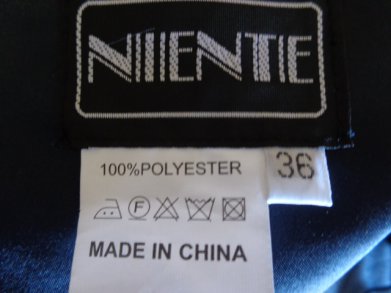 NIIENTE
100%POLYESTER
36
MADE IN CHINA